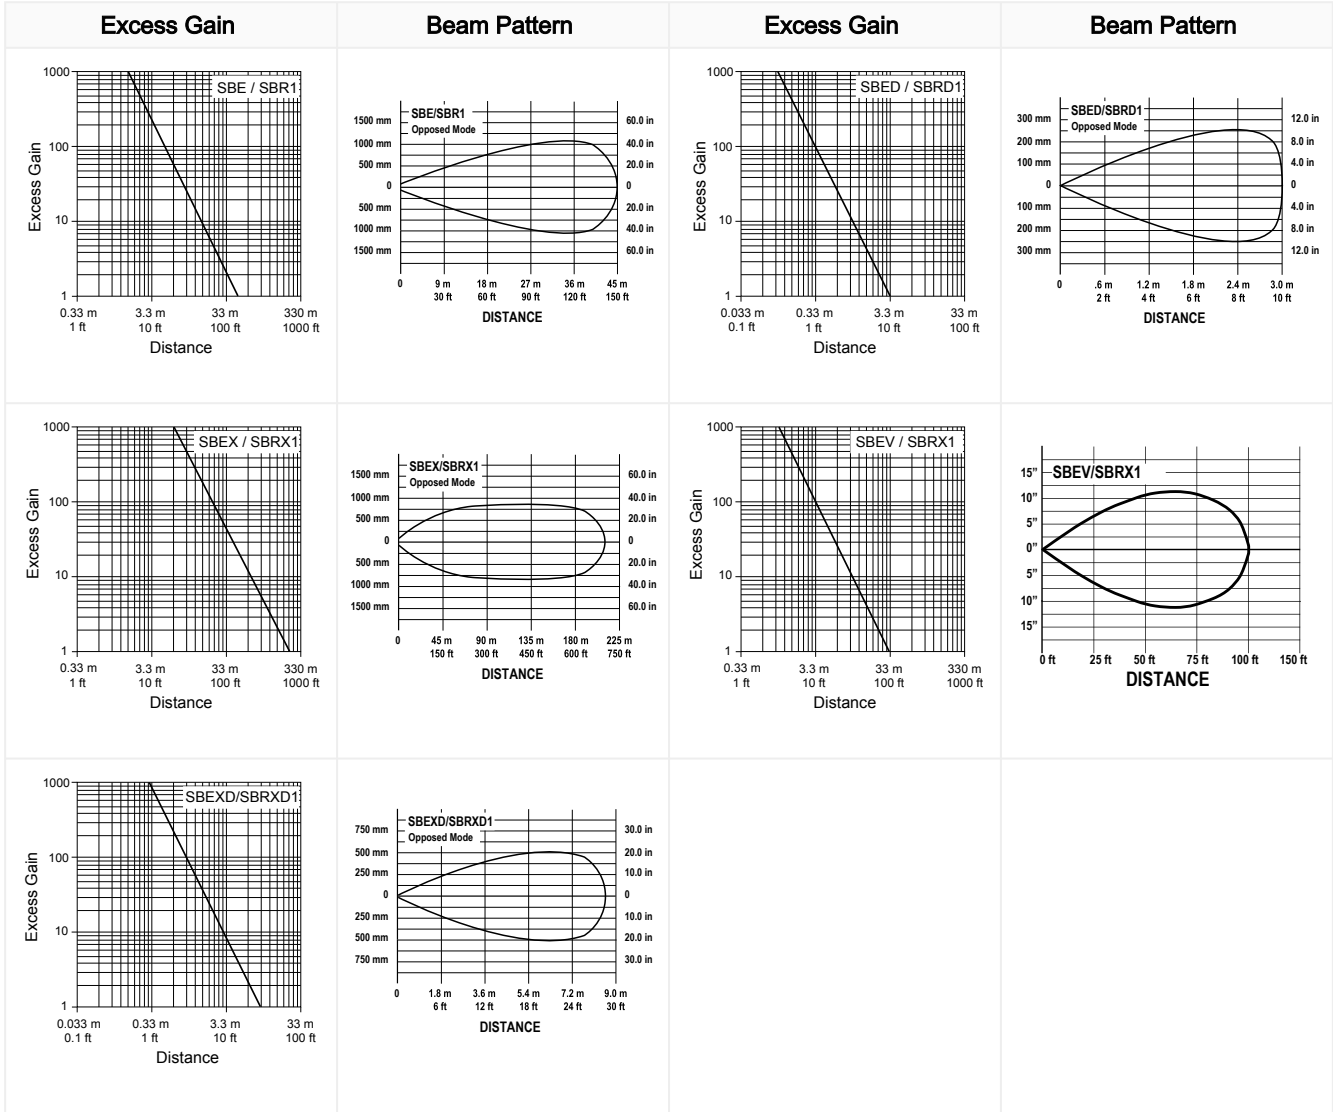 Excess Gain
Beam Pattern
Excess Gain
Beam Pattern
SBE / SBR1
1000
100
10
1
Excess Gain
0.33 m 3.3 m 33 m 330 m
1 ft 10 ft 100 ft 1000 ft
Distance
SBE/SBR1
Opposed Mode
1500 mm 60.0 in
1000 mm 40.0 in
500 mm 20.0 in
0 0
500 mm 20.0 in
1000 mm 40.0 in
1500 mm 60.0 in
0 9 m 18 m 27 m 36 m 45 m
30 ft 60 ft 90 ft 120 ft 150 ft
DISTANCE
SBED / SBRD1
1000
100
10
1
Excess Gain
0.033 m 0.33 m 3.3 m 33 m
0.1 ft 1 ft 10 ft 100 ft
Distance
SBED/SBRD1
Opposed Mode
300 mm 12.0 in
200 mm 8.0 in
100 mm 4.0 in
0 0
100 mm 4.0 in
200 mm 8.0 in
300 mm 12.0 in
0 .6 m 1.2 m 1.8 m 2.4 m 3.0 m
2 ft 4 ft 6 ft 8 ft 10 ft
DISTANCE
SBEX / SBRX1
1000
100
10
1
Excess Gain
0.33 m 3.3 m 33 m 330 m
1 ft 10 ft 100 ft 1000 ft
Distance
SBEX/SBRX1
Opposed Mode
1500 mm 60.0 in
1000 mm 40.0 in
500 mm 20.0 in
0 0
500 mm 20.0 in
1000 mm 40.0 in
1500 mm 60.0 in
0 45 m 90 m 135 m 180 m 225 m
150 ft 300 ft 450 ft 600 ft 750 ft
DISTANCE
SBEV / SBRX1
1000
100
10
1
Excess Gain
0.33 m 3.3 m 33 m 330 m
1 ft 10 ft 100 ft 1000 ft
Distance
SBEV/SBRX1
15”
10”
5”
0”
5”
10”
15”
0 ft 25 ft 50 ft 75 ft 100 ft 150 ft
DISTANCE
SBEXD/SBRXD1
1000
100
10
1
Excess Gain
0.033 m 0.33 m 3.3 m 33 m
0.1 ft 1 ft 10 ft 100 ft
Distance
SBEXD/SBRXD1
Opposed Mode
750 mm 30.0 in
500 mm 20.0 in
250 mm 10.0 in
0 0
250 mm 10.0 in
500 mm 20.0 in
750 mm 30.0 in
0 1.8 m 3.6 m 5.4 m 7.2 m 9.0 m
6 ft 12 ft 18 ft 24 ft 30 ft
DISTANCE